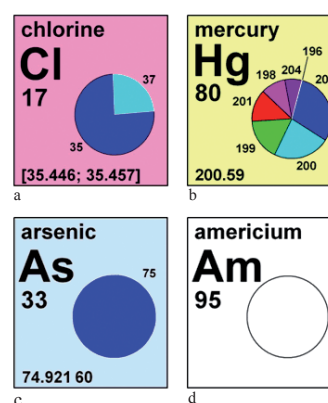 chlorine
Cl
17
37
35
[35.446; 35.457]
a
mercury
Hg
80
196
204
198
201
199
200
200.59
b
arsenic
As
33
75
74.921 60
c
americium
Am
95
d